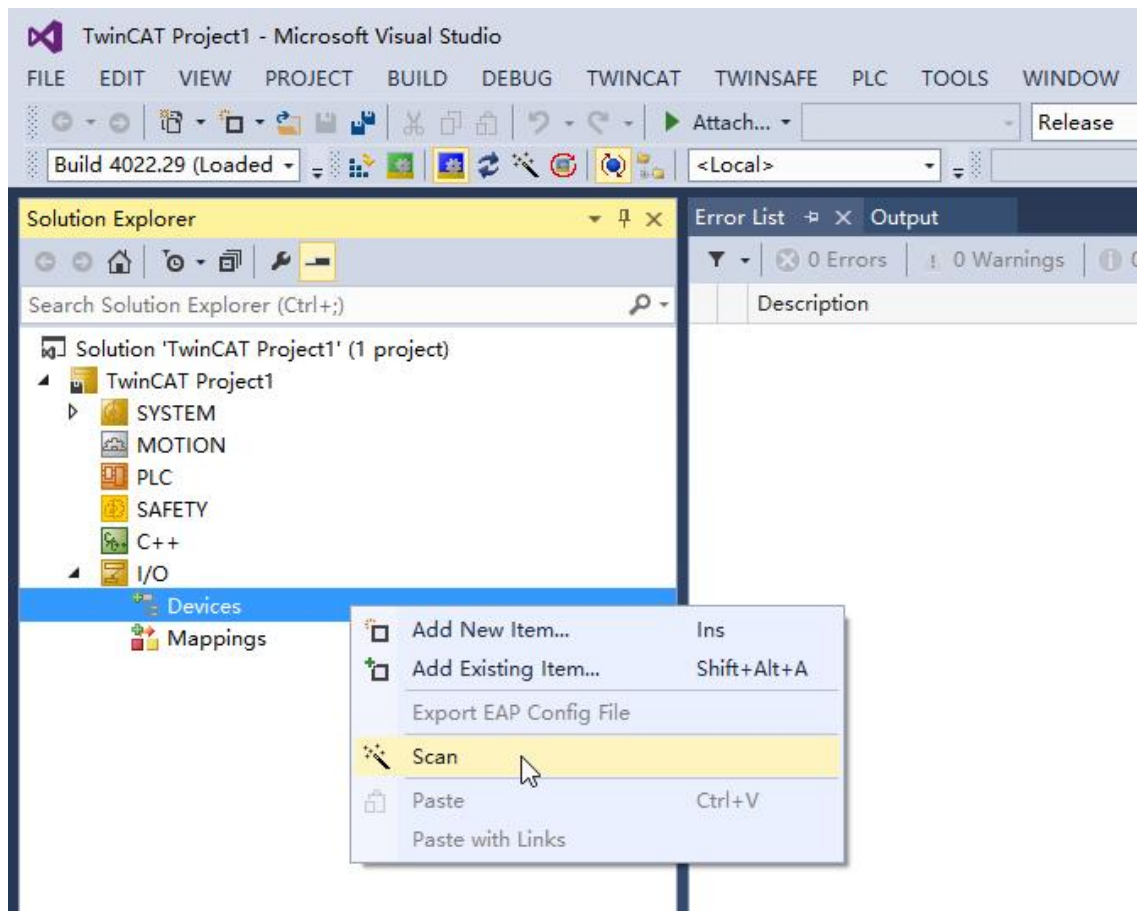 TwinCAT Project1 - Microsoft Visual Studio
FILE EDIT VIEW PROJECT BUILD DEBUG TWINCAT TWINSAFE PLC TOOLS WINDOW
Attach... Release
Build 4022.29 (Loaded <Local>
Solution Explorer
Error List Output
0 Errors 0 Warnings
Search Solution Explorer (Ctrl+;)
Description
Solution 'TwinCAT Project1' (1 project)
TwinCAT Project1
SYSTEM
MOTION
PLC
SAFETY
C++
I/O
Devices
Mappings
Add New Item... Ins
Add Existing Item... Shift+Alt+A
Export EAP Config File
Scan
Paste Ctrl+V
Paste with Links